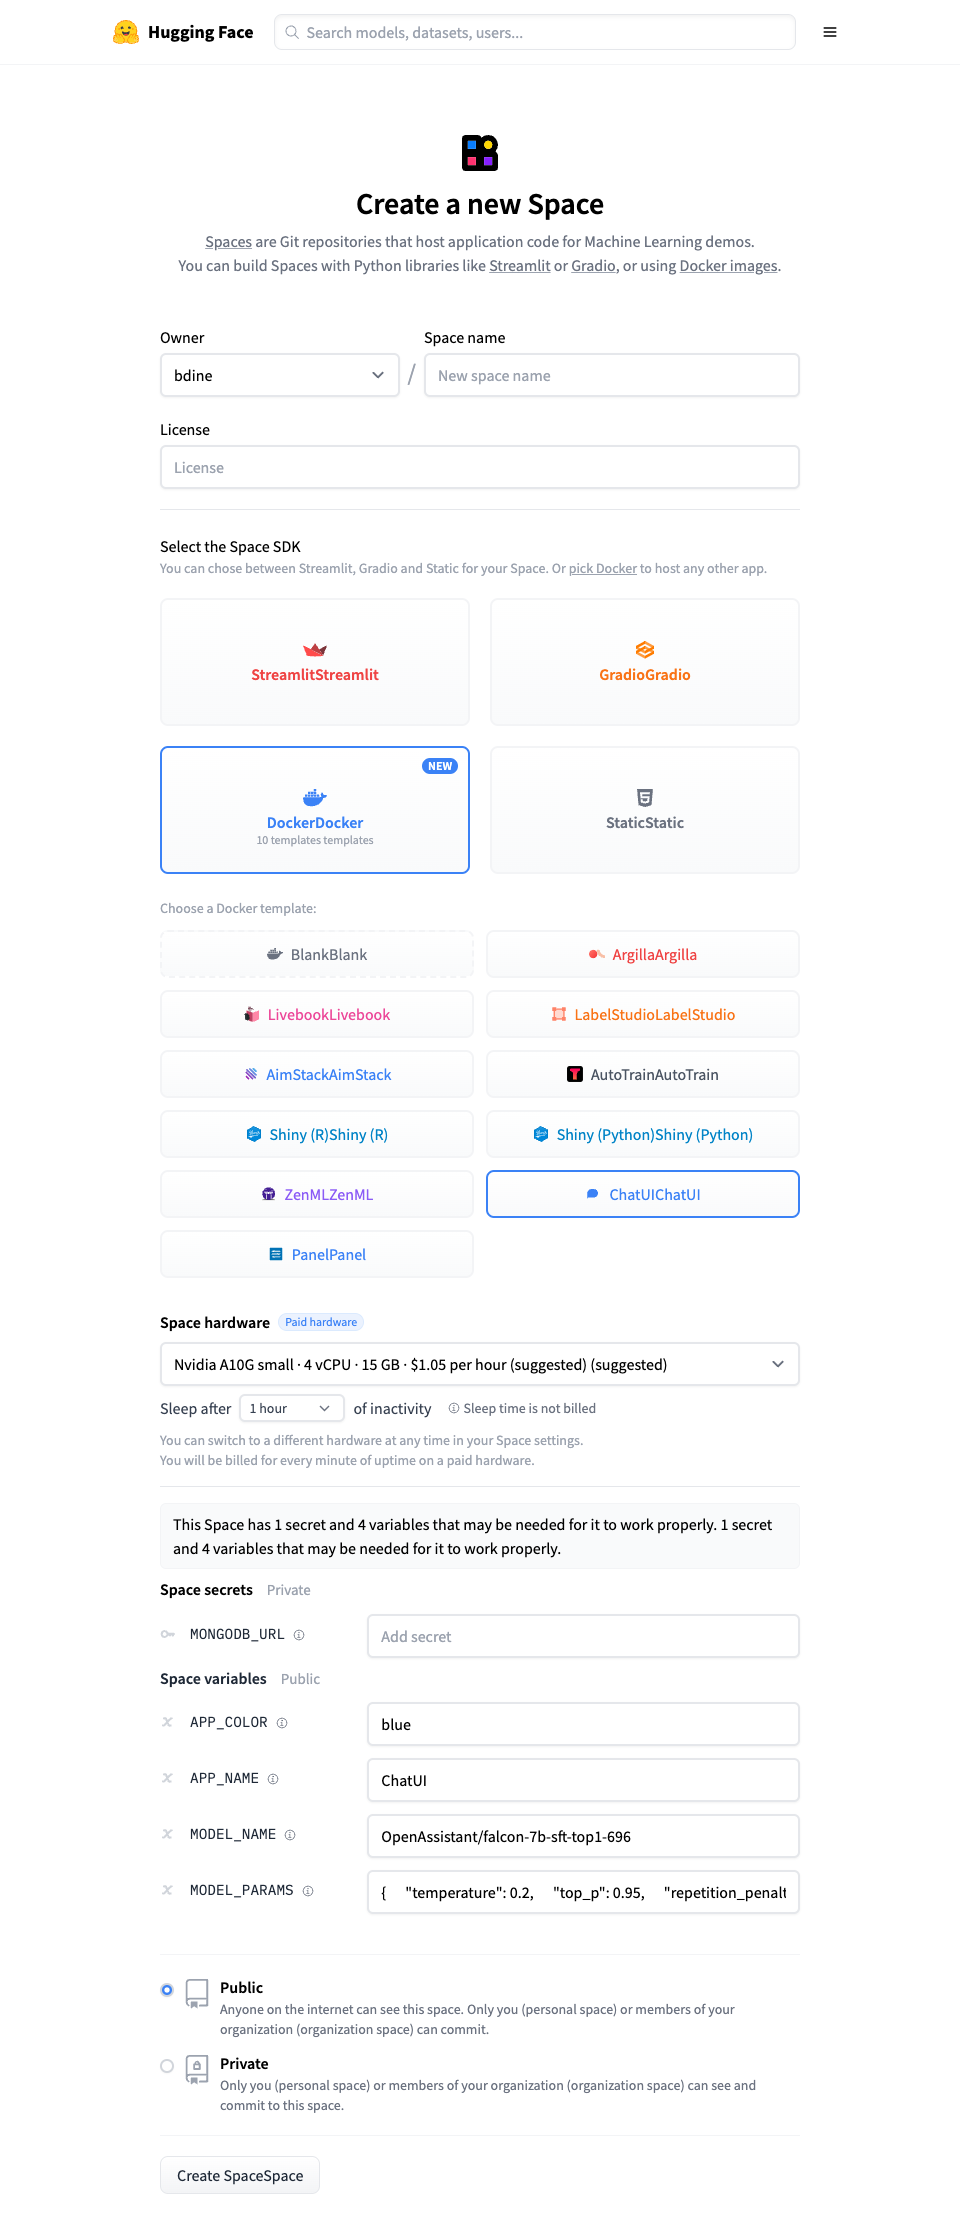 Hugging Face
Search models, datasets, users...
Create a new Space
Spaces are Git repositories that host application code for Machine Learning demos.
You can build Spaces with Python libraries like Streamlit or Gradio, or using Docker images.
Owner
Space name
bdine
/
New space name
License
License
Select the Space SDK
You can chose between Streamlit, Gradio and Static for your Space. Or pick Docker to host any other app.
StreamlitStreamlit
GradioGradio
NEW
DockerDocker
10 templates templates
StaticStatic
Choose a Docker template:
BlankBlank
ArgillaArgilla
LivebookLivebook
LabelStudioLabelStudio
AimStackAimStack
AutoTrainAutoTrain
Shiny (R)Shiny (R)
Shiny (Python)Shiny (Python)
ZenMLZenML
ChatUIChatUI
PanelPanel
Space hardware Paid hardware
Nvidia A10G small · 4 vCPU · 15 GB · $1.05 per hour (suggested) (suggested)
Sleep after 1 hour of inactivity Sleep time is not billed
You can switch to a different hardware at any time in your Space settings.
You will be billed for every minute of uptime on a paid hardware.
This Space has 1 secret and 4 variables that may be needed for it to work properly. 1 secret
and 4 variables that may be needed for it to work properly.
Space secrets Private
MONGODB_URL
Add secret
Space variables Public
APP_COLOR
blue
APP_NAME
ChatUI
MODEL_NAME
OpenAssistant/falcon-7b-sft-top1-696
MODEL_PARAMS
{ "temperature": 0.2, "top_p": 0.95, "repetition_penalt
Public
Anyone on the internet can see this space. Only you (personal space) or members of your
organization (organization space) can commit.
Private
Only you (personal space) or members of your organization (organization space) can see and
commit to this space.
Create SpaceSpace